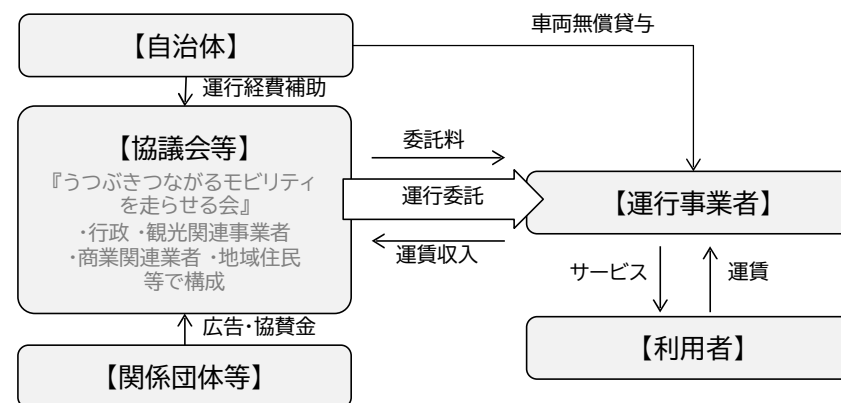 車両無償貸与
【自治体】
運行経費補助
【協議会等】
『うつぶきつながるモビリティ
を走らせる会』
・行政 ・観光関連事業者
・商業関連業者 ・地域住民
等で構成
委託料
運行委託
運賃収入
【運行事業者】
サービス
運賃
広告・協賛金
【利用者】
【関係団体等】